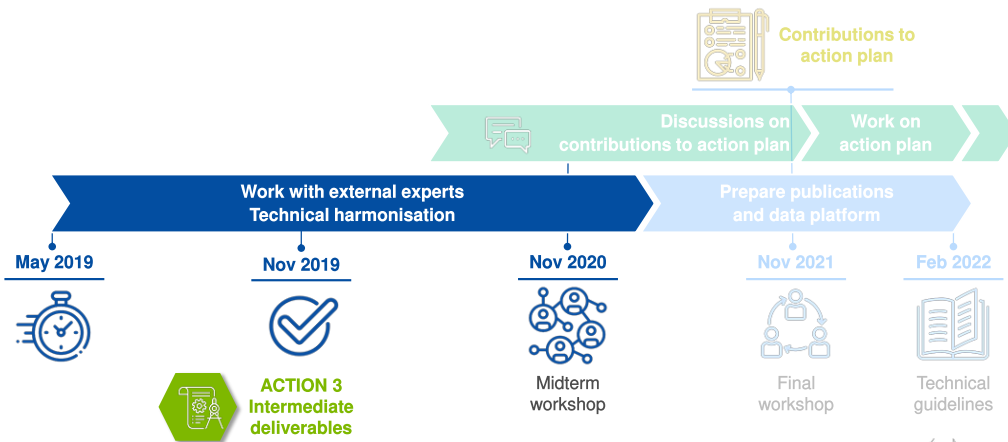 Contributions to
action plan
Discussions on
contributions to action plan
Work on
action plan
Work with external experts
Technical harmonisation
Prepare publications
and data platform
May 2019
Nov 2019
Nov 2020
Nov 2021
Feb 2022
ACTION 3
Intermediate
deliverables
Midterm
workshop
Final
workshop
Technical
guidelines